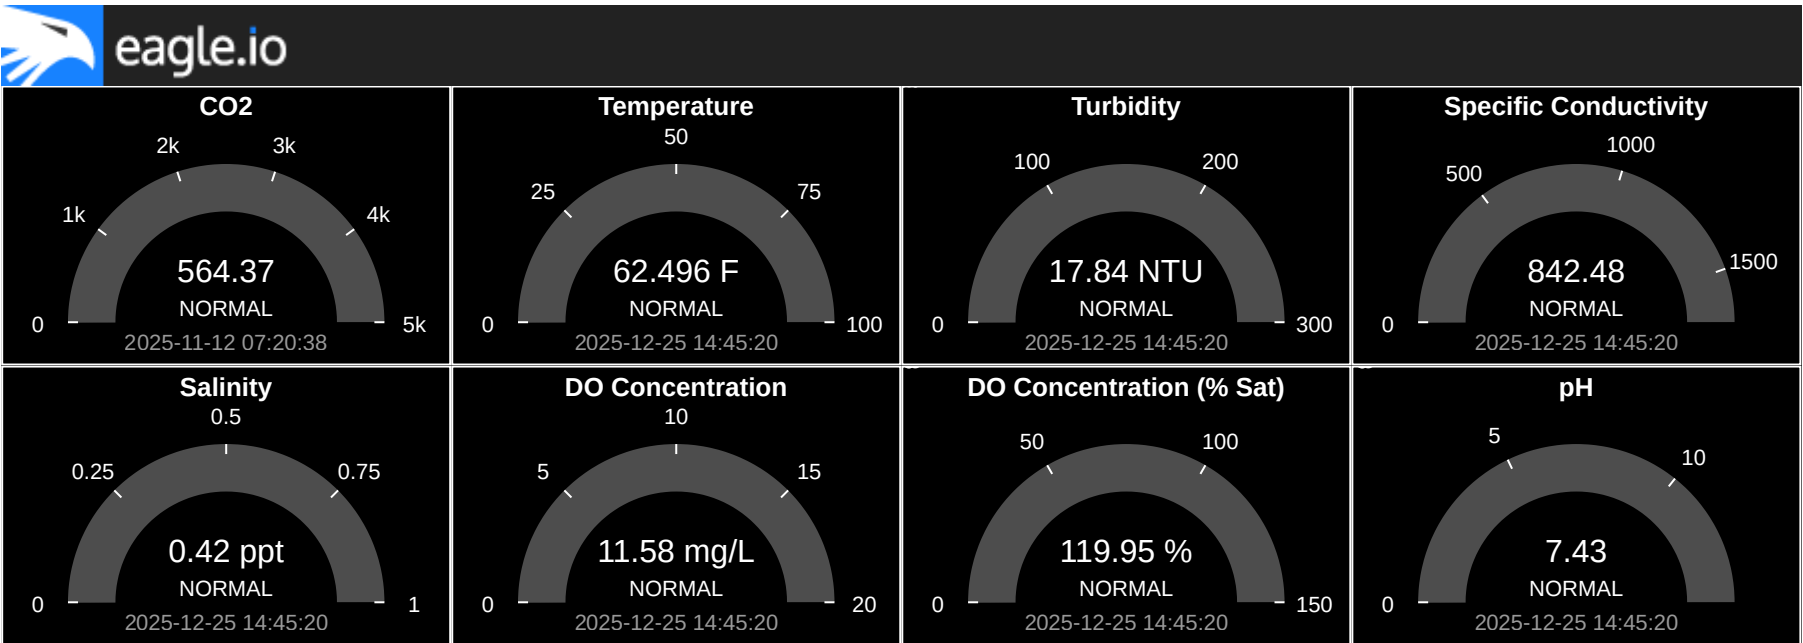 eagle.io
CO2
2k
3k
1k
4k
564.37
NORMAL
0
5k
2025-11-12 07:20:38
Temperature
50
25
75
62.496 F
NORMAL
0
100
2025-12-25 14:45:20
Turbidity
100
200
17.84 NTU
NORMAL
0
300
2025-12-25 14:45:20
Specific Conductivity
1000
500
1500
842.48
NORMAL
0
2025-12-25 14:45:20
Salinity
0.5
0.25
0.75
0.42 ppt
NORMAL
0
1
2025-12-25 14:45:20
DO Concentration
10
5
15
11.58 mg/L
NORMAL
0
20
2025-12-25 14:45:20
DO Concentration (% Sat)
50
100
119.95 %
NORMAL
0
150
2025-12-25 14:45:20
pH
5
10
7.43
NORMAL
0
2025-12-25 14:45:20